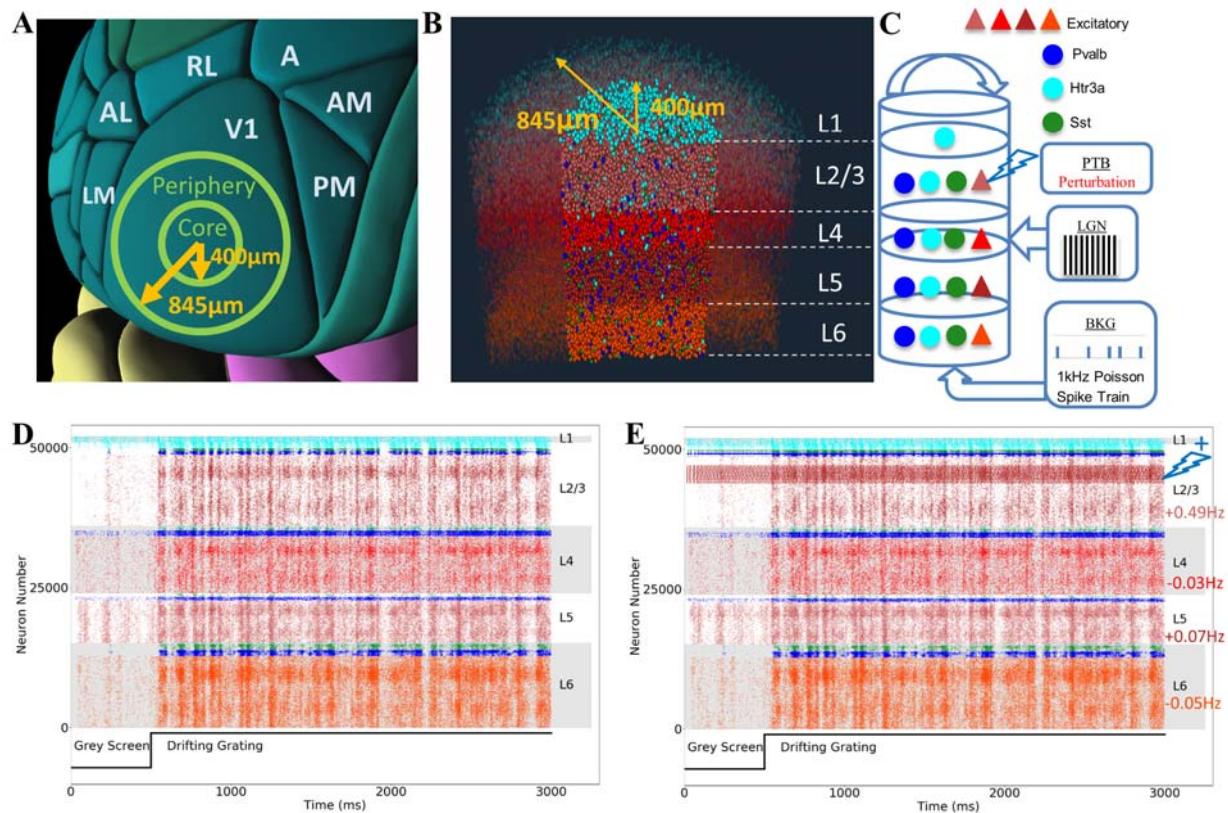 A
RL
A
AL
AM
V1
LM
PM
Periphery
Core
400μm
845μm
B
845μm
400μm
L1
L2/3
L4
L5
L6
C
Excitatory
Pvalb
Htr3a
Sst
PTB
Perturbation
LGN
BKG
1kHz Poisson
Spike Train
D
50000
25000
0
Neuron Number
L1
L2/3
L4
L5
L6
Grey Screen
Drifting Grating
0
1000
2000
3000
Time (ms)
E
50000
25000
0
Neuron Number
L1
+
L2/3
+0.49Hz
L4
-0.03Hz
L5
+0.07Hz
L6
-0.05Hz
Grey Screen
Drifting Grating
0
1000
2000
3000
Time (ms)